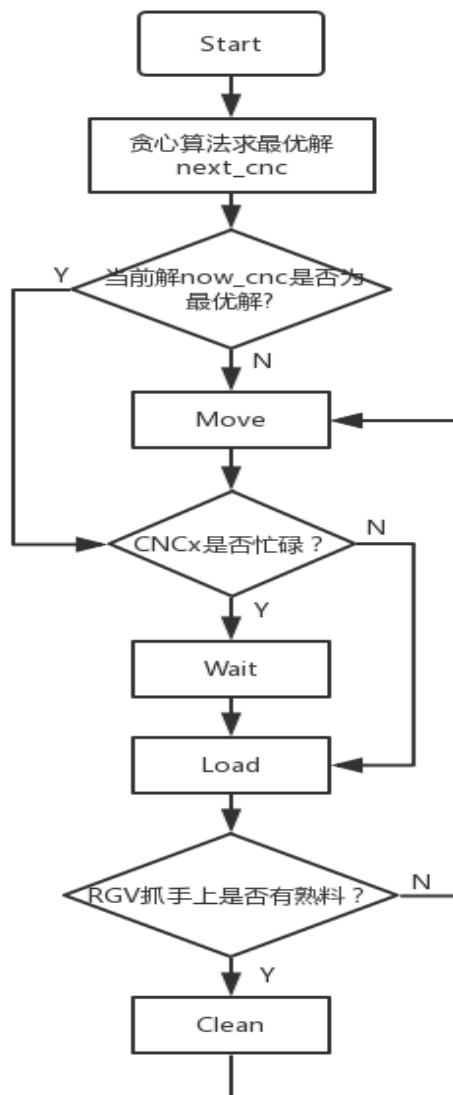 Start
贪心算法求最优解
next_cnc
当前解now_cnc是否为
最优解?
Y
N
Move
CNCx是否忙碌？
N
Y
Wait
Load
RGV抓手上是否有熟料？
N
Y
Clean